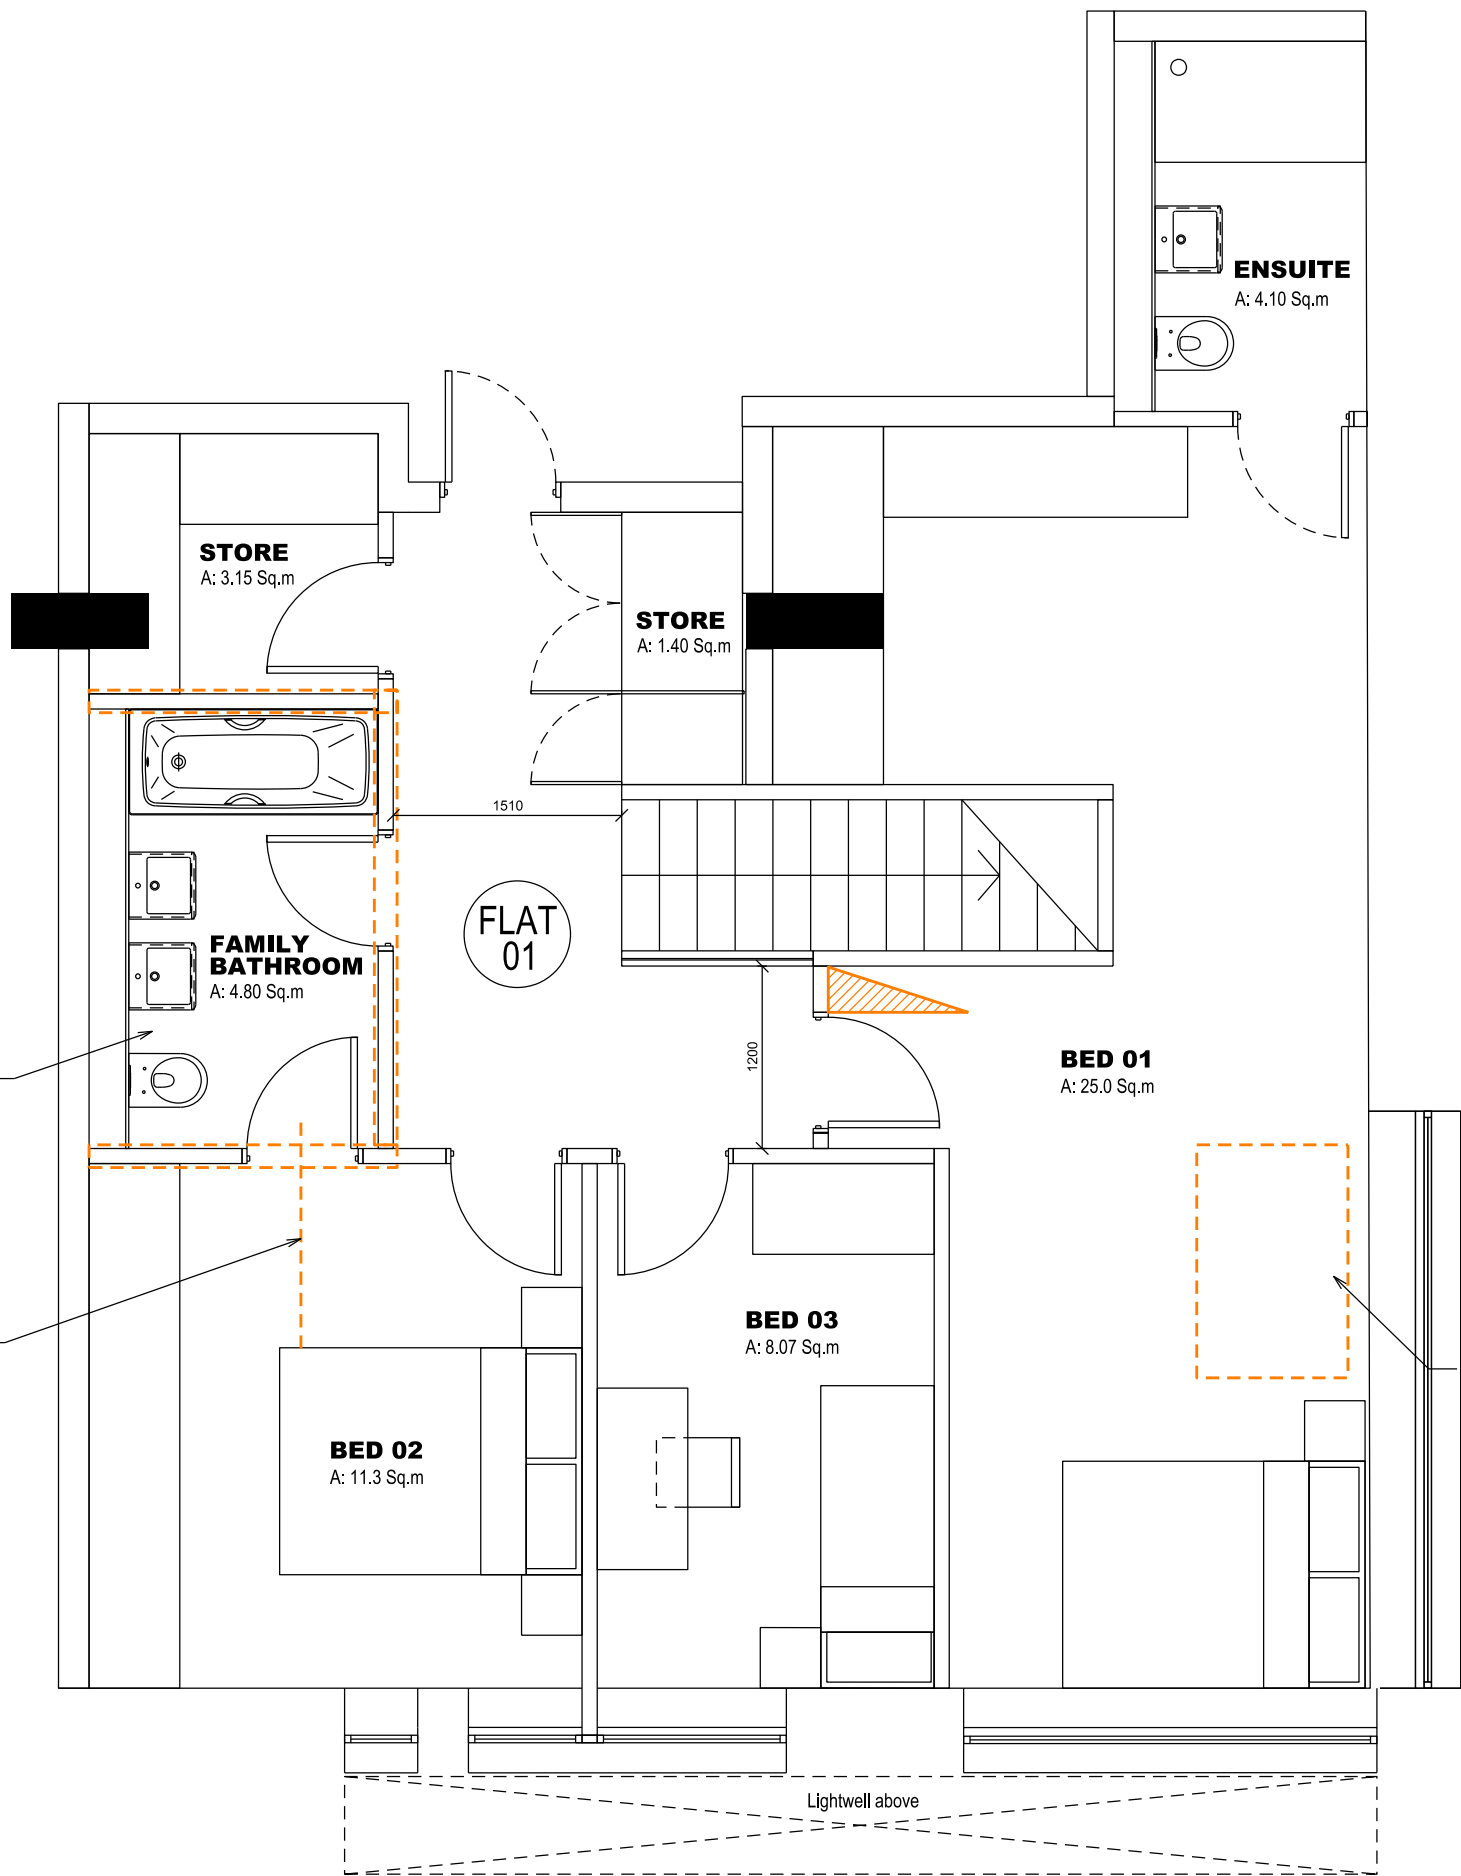 ENSUITE
A: 4.10 Sq.m
STORE
A: 3.15 Sq.m
STORE
A: 1.40 Sq.m
1510
FLAT
01
FAMILY
BATHROOM
A: 4.80 Sq.m
1200
BED 01
A: 25.0 Sq.m
BED 03
A: 8.07 Sq.m
BED 02
A: 11.3 Sq.m
Lightwell above